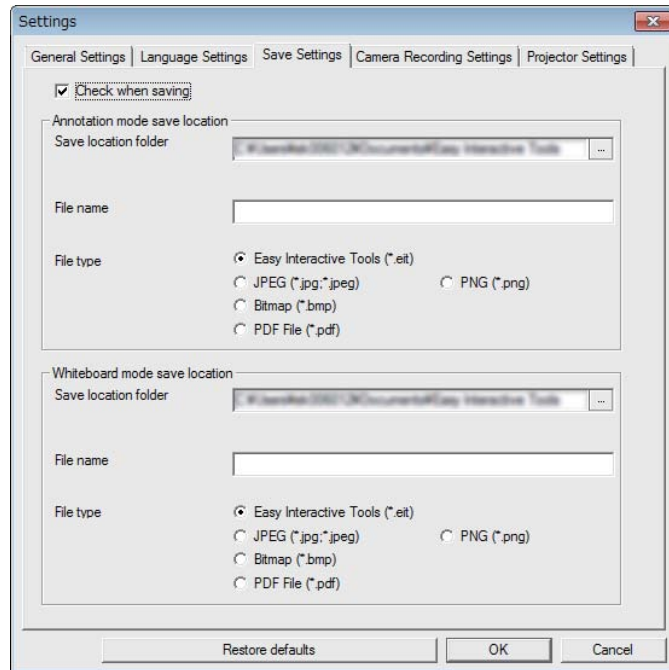 Settings
General Settings Language Settings Save Settings Camera Recording Settings Projector Settings
Check when saving
Annotation mode save location
Save location folder ...
File name
File type Easy Interactive Tools (*.eit)
JPEG (*.jpg;*.jpeg) PNG (*.png)
Bitmap (*.bmp)
PDF File (*.pdf)
Whiteboard mode save location
Save location folder ...
File name
File type Easy Interactive Tools (*.eit)
JPEG (*.jpg;*.jpeg) PNG (*.png)
Bitmap (*.bmp)
PDF File (*.pdf)
Restore defaults OK Cancel